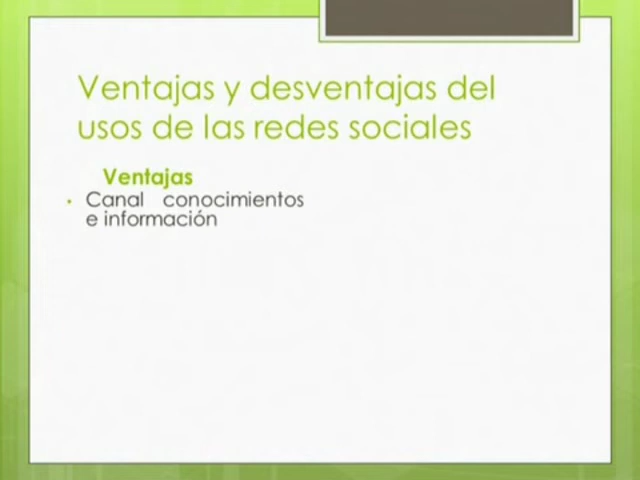 Ventajas y desventajas del
usos de las redes sociales
Ventajas
• Canal conocimientos
e información